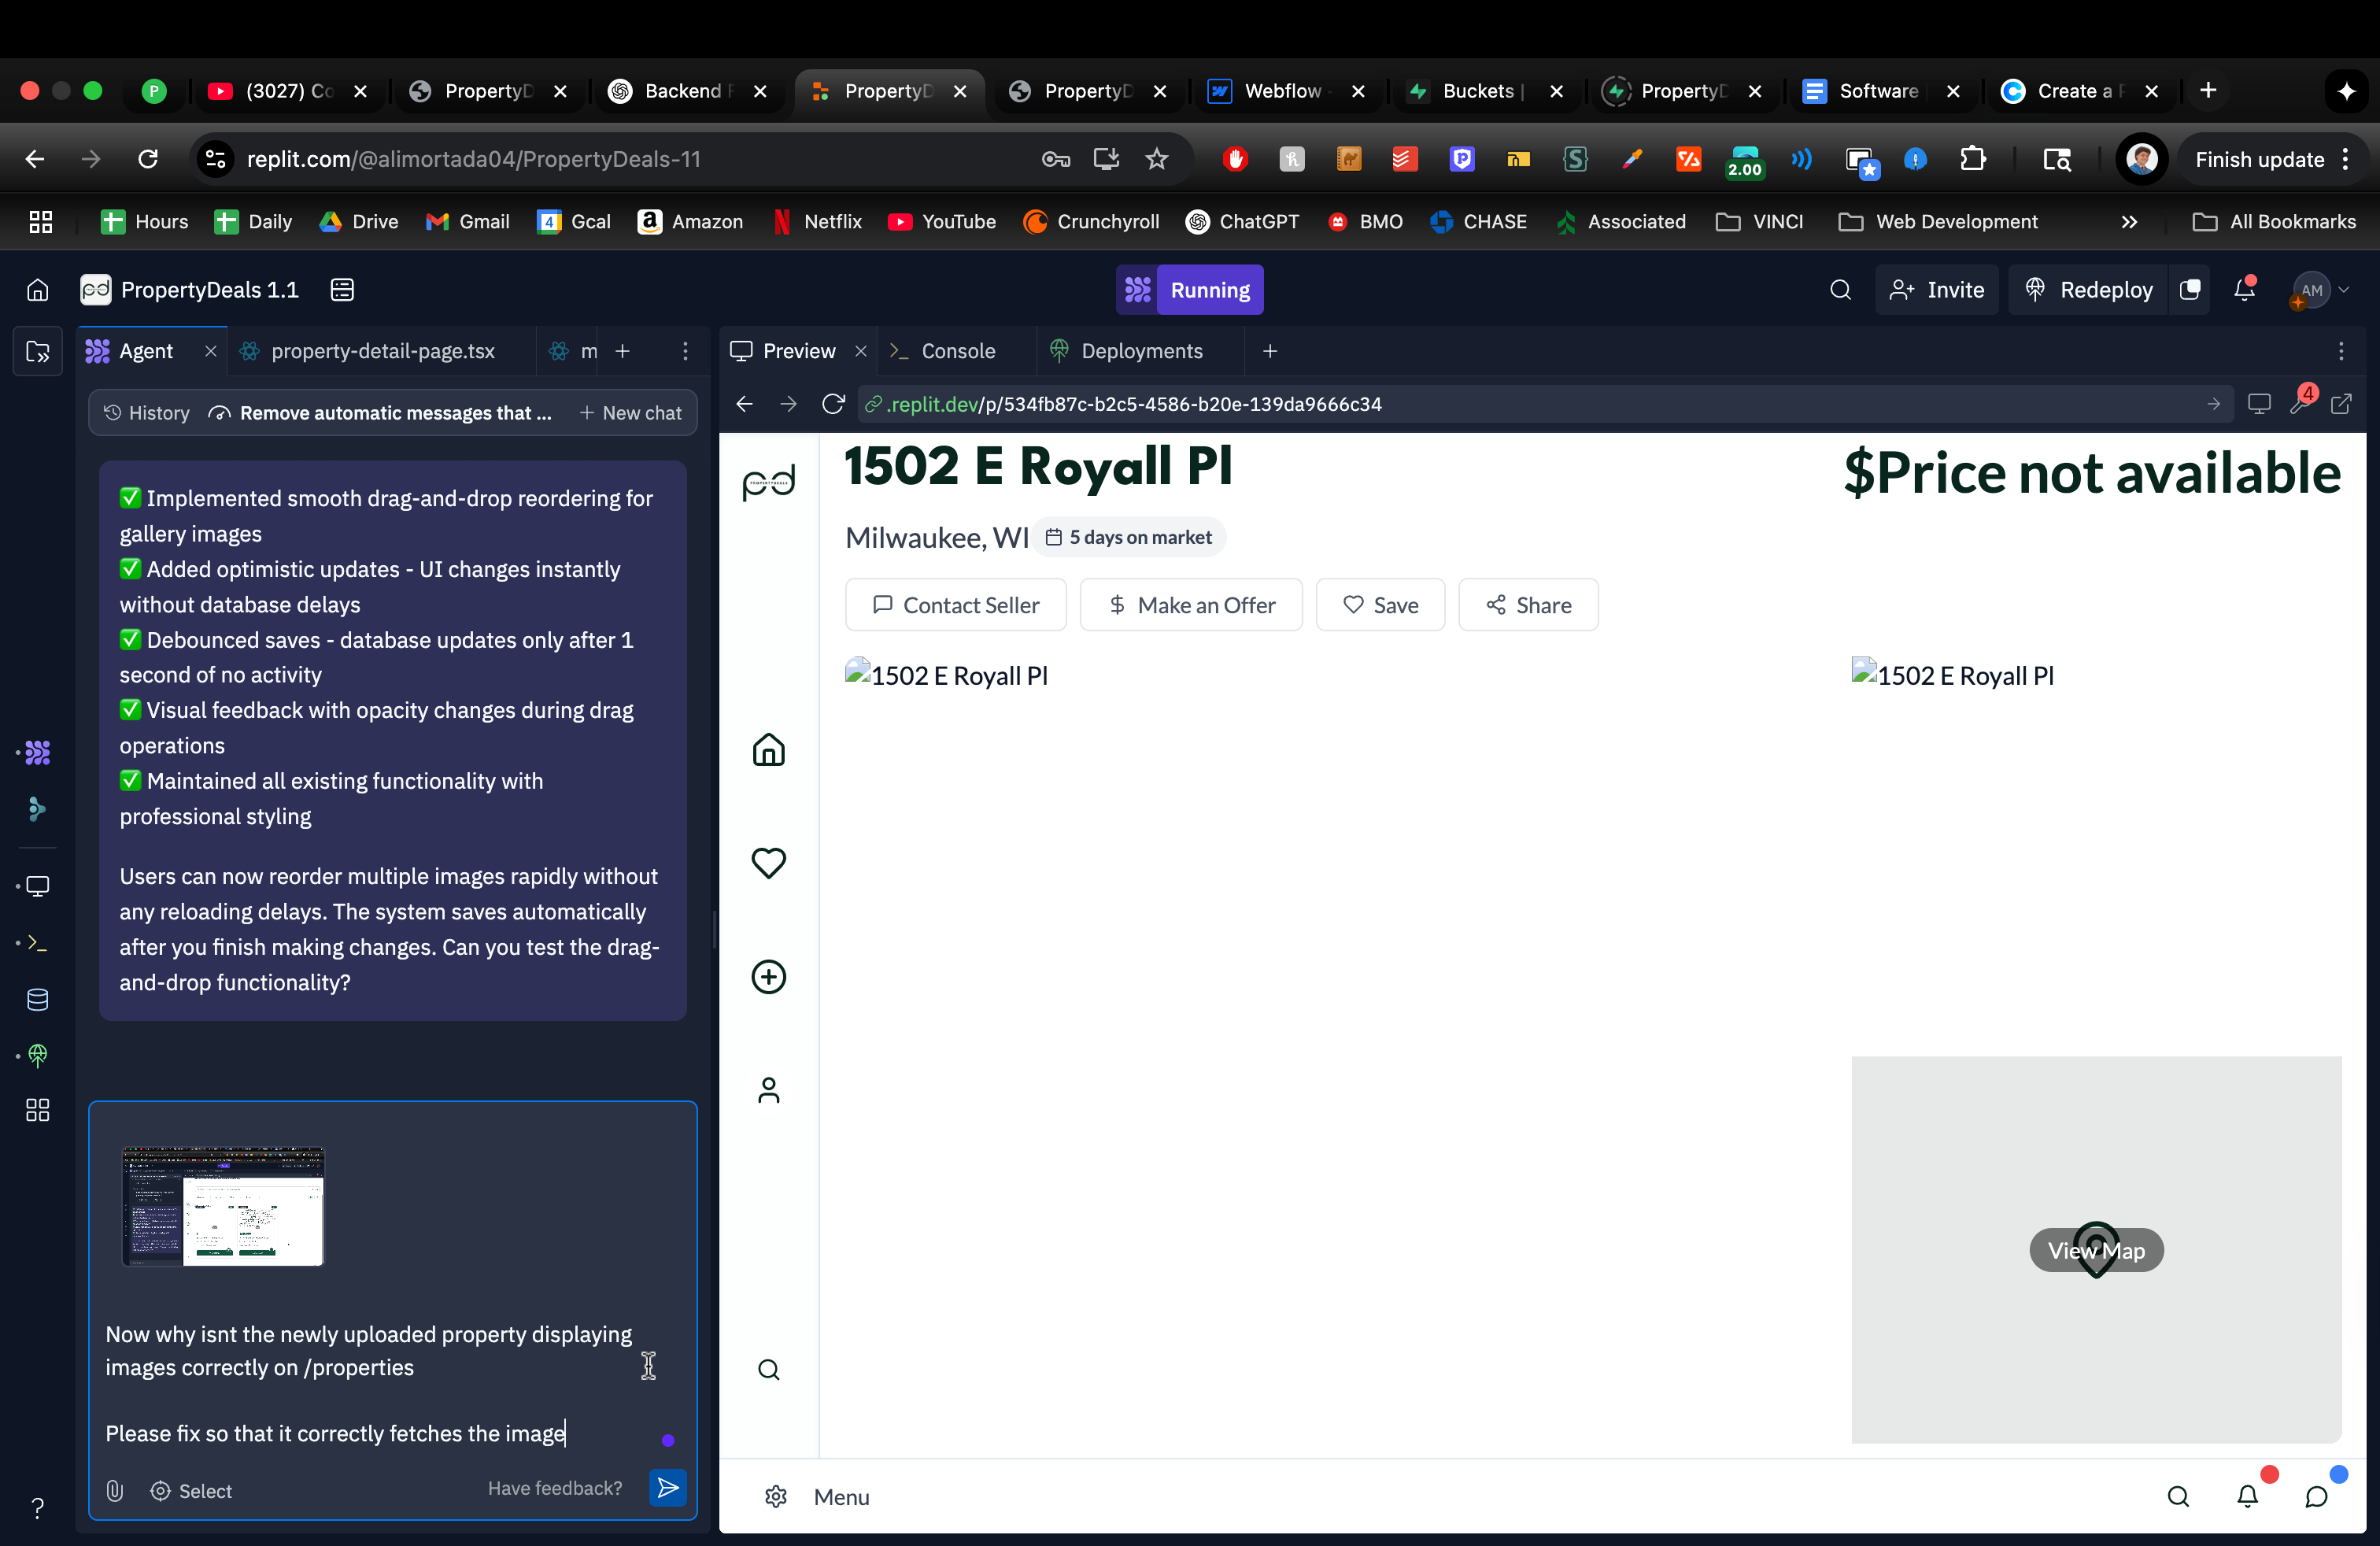 P
(3027) Co
PropertyD
Backend F
PropertyD
PropertyD
Webflow -
Buckets |
PropertyD
Software
Create a F
replit.com/@alimortada04/PropertyDeals-11
2.00
Finish update
Hours
Daily
Drive
Gmail
4
Gcal
Amazon
Netflix
YouTube
Crunchyroll
ChatGPT
BMO
CHASE
Associated
VINCI
Web Development
All Bookmarks
pd
PropertyDeals 1.1
Running
Invite
Redeploy
AM
Agent
property-detail-page.tsx
m
Preview
Console
Deployments
History
Remove automatic messages that ...
New chat
.replit.dev/p/534fb87c-b2c5-4586-b20e-139da9666c34
4
✅ Implemented smooth drag-and-drop reordering for
gallery images
✅ Added optimistic updates - UI changes instantly
without database delays
✅ Debounced saves - database updates only after 1
second of no activity
✅ Visual feedback with opacity changes during drag
operations
✅ Maintained all existing functionality with
professional styling
Users can now reorder multiple images rapidly without
any reloading delays. The system saves automatically
after you finish making changes. Can you test the drag-
and-drop functionality?
Now why isnt the newly uploaded property displaying
images correctly on /properties
Please fix so that it correctly fetches the image
Select
Have feedback?
pd
1502 E Royall Pl
$Price not available
Milwaukee, WI
5 days on market
Contact Seller
Make an Offer
Save
Share
1502 E Royall Pl
1502 E Royall Pl
View Map
Menu